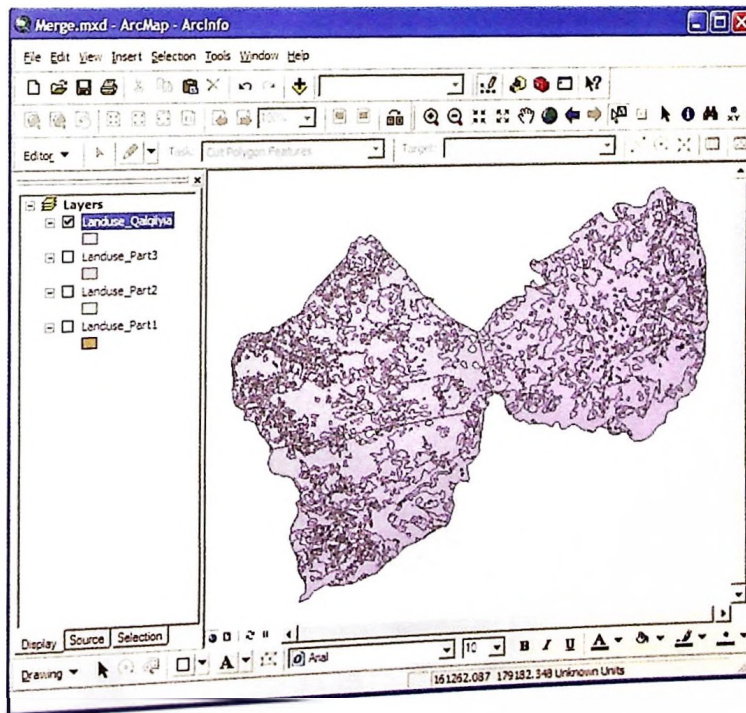 Merge.mxd - ArcMap - ArcInfo
File Edit View Insert Selection Tools Window Help
100%
Editor Task: Cut Polygon Features Target:
Layers
Landuse_Qalqilyia
Landuse_Part3
Landuse_Part2
Landuse_Part1
Display Source Selection
Drawing A Arial 10 B I U A
161262.087 179182.348 Unknown Units